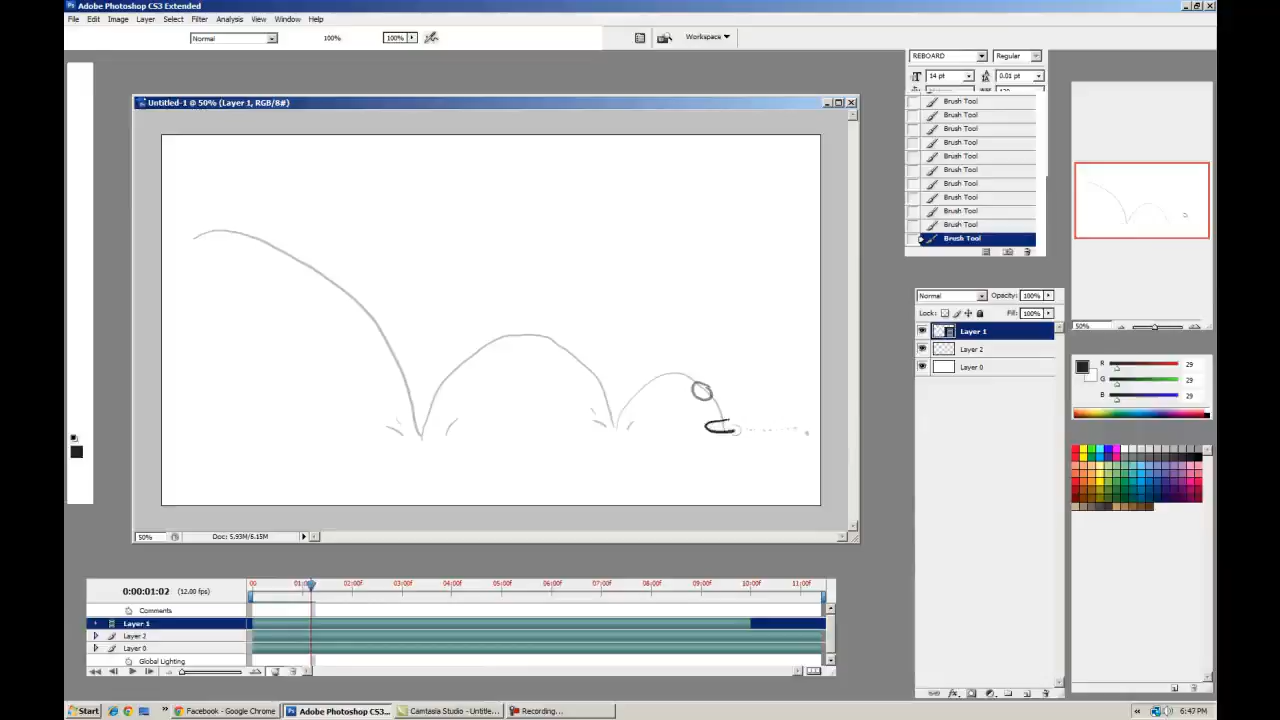 Adobe Photoshop CS3 Extended
File Edit Image Layer Select Filter Analysis View Window Help
Normal 100% 100% Workspace
REBOARD Regular
14 pt 0.01 pt
Untitled-1 @ 50% (Layer 1, RGB/8#)
Brush Tool
Brush Tool
Brush Tool
Brush Tool
Brush Tool
Brush Tool
Brush Tool
Brush Tool
Brush Tool
Brush Tool
Brush Tool
Normal Opacity: 100%
Lock: Fill: 100%
Layer 1
Layer 2
Layer 0
50%
R 29
G 29
B 29
50% Doc: 5.93M/6.15M
0:00:01:02 (12.00 fps)
00 01:00f 02:00f 03:00f 04:00f 05:00f 06:00f 07:00f 08:00f 09:00f 10:00f 11:00f
Comments
Layer 1
Layer 2
Layer 0
Global Lighting
Start Facebook - Google Chrome Adobe Photoshop CS3... Camtasia Studio - Untitle... Recording... 6:47 PM